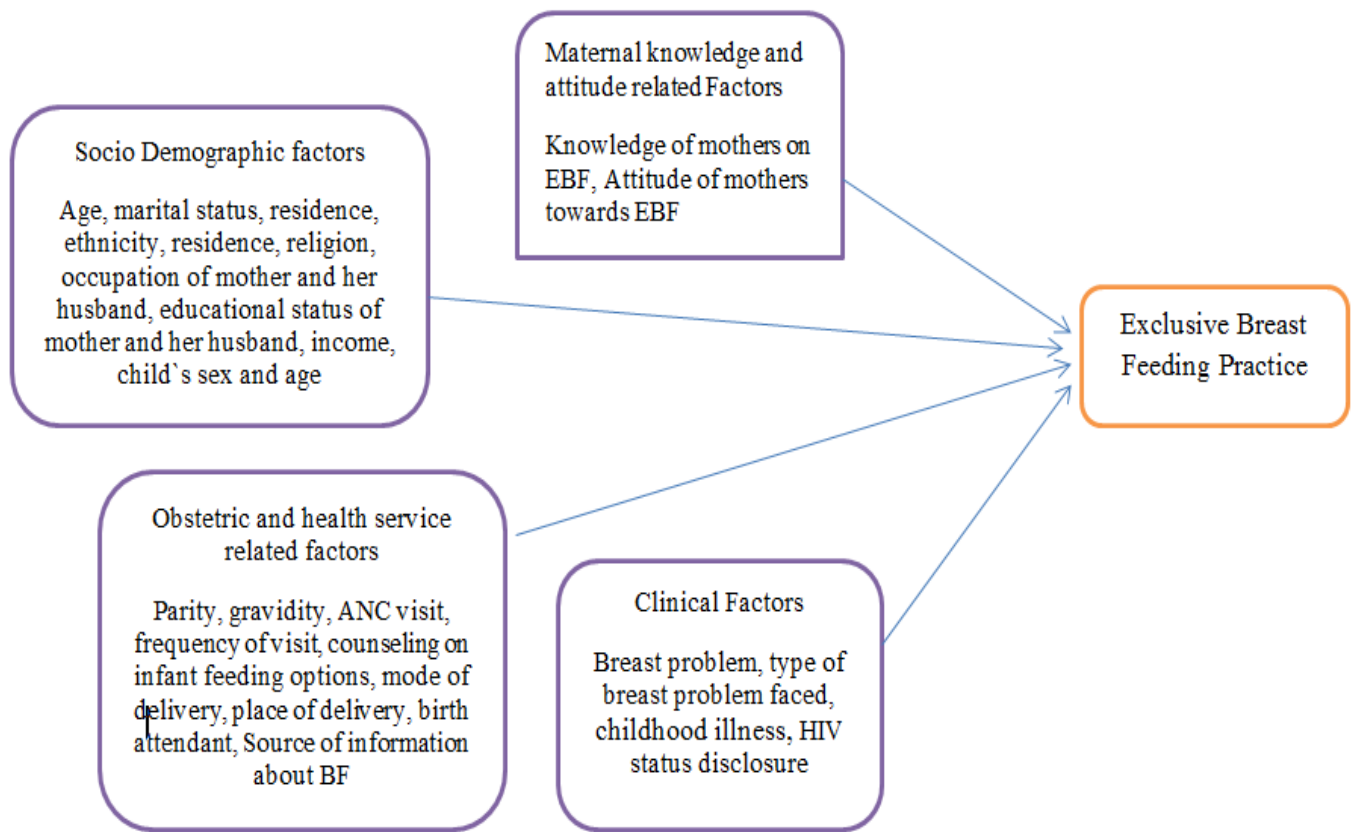 Maternal knowledge and
attitude related Factors
Knowledge of mothers on
EBF, Attitude of mothers
towards EBF
Socio Demographic factors
Age, marital status, residence,
ethnicity, residence, religion,
occupation of mother and her
husband, educational status of
mother and her husband, income,
child`s sex and age
Exclusive Breast
Feeding Practice
Obstetric and health service
related factors
Parity, gravidity, ANC visit,
frequency of visit, counseling on
infant feeding options, mode of
delivery, place of delivery, birth
attendant, Source of information
about BF
Clinical Factors
Breast problem, type of
breast problem faced,
childhood illness, HIV
status disclosure